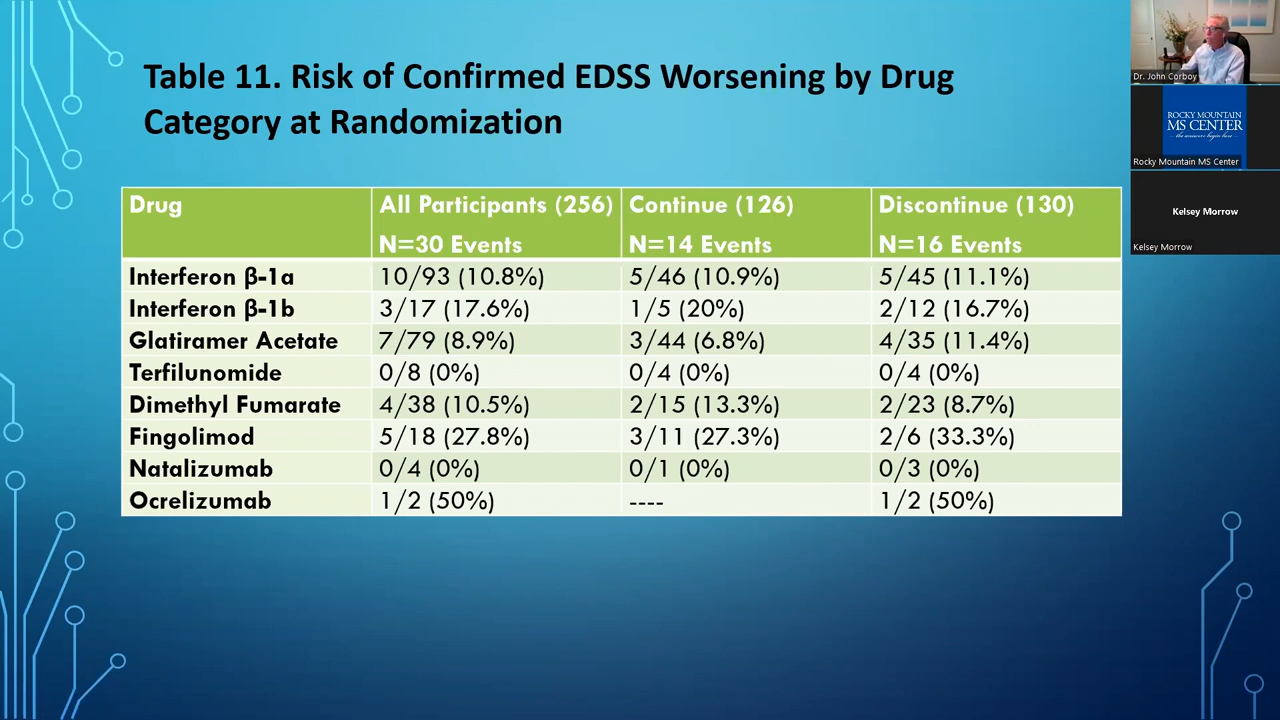 Table 11. Risk of Confirmed EDSS Worsening by Drug
Category at Randomization
Drug All Participants (256) Continue (126) Discontinue (130)
N=30 Events N=14 Events N=16 Events
Interferon β-1a 10/93 (10.8%) 5/46 (10.9%) 5/45 (11.1%)
Interferon β-1b 3/17 (17.6%) 1/5 (20%) 2/12 (16.7%)
Glatiramer Acetate 7/79 (8.9%) 3/44 (6.8%) 4/35 (11.4%)
Terfilunomide 0/8 (0%) 0/4 (0%) 0/4 (0%)
Dimethyl Fumarate 4/38 (10.5%) 2/15 (13.3%) 2/23 (8.7%)
Fingolimod 5/18 (27.8%) 3/11 (27.3%) 2/6 (33.3%)
Natalizumab 0/4 (0%) 0/1 (0%) 0/3 (0%)
Ocrelizumab 1/2 (50%) ---- 1/2 (50%)
Dr. John Corboy
ROCKY MOUNTAIN
MS CENTER
the answers begin here
Rocky Mountain MS Center
Kelsey Morrow
Kelsey Morrow